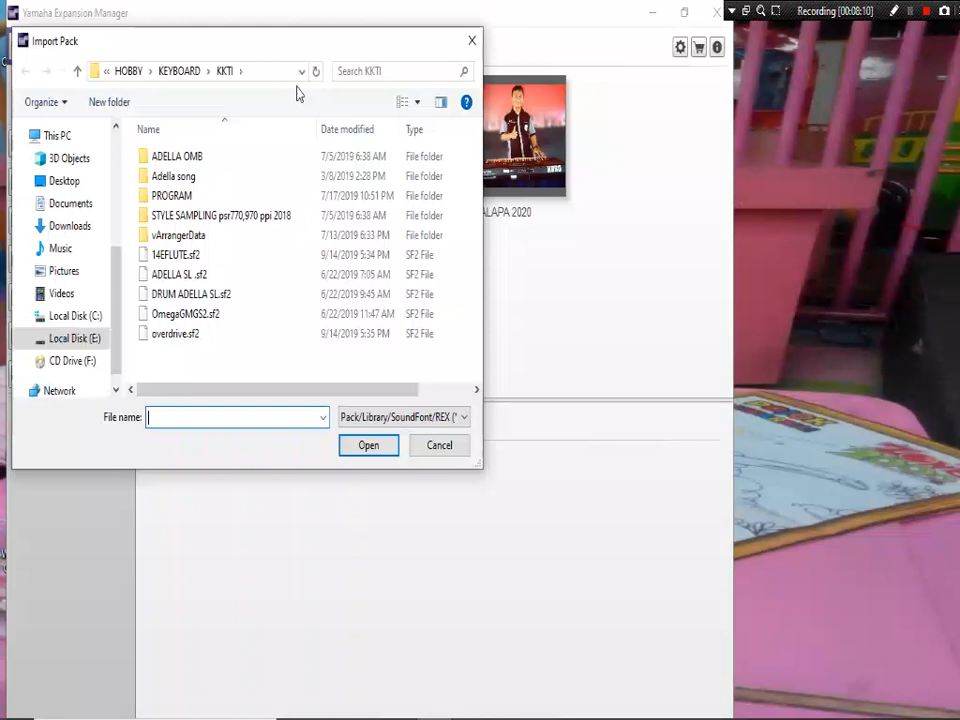 Yamaha Expansion Manager
Recording [00:08:10]
Import Pack
« HOBBY › KEYBOARD › KKTI ›
Search KKTI
Organize
New folder
Name
Date modified
Type
This PC
3D Objects
Desktop
Documents
Downloads
Music
Pictures
Videos
Local Disk (C:)
Local Disk (E:)
CD Drive (F:)
Network
ADELLA OMB 7/5/2019 6:38 AM File folder
Adella song 3/8/2019 2:28 PM File folder
PROGRAM 7/17/2019 10:51 PM File folder
STYLE SAMPLING psr770,970 ppi 2018 7/5/2019 6:38 AM File folder
vArrangerData 7/13/2019 6:33 PM File folder
14EFLUTE.sf2 9/14/2019 5:34 PM SF2 File
ADELLA SL .sf2 6/22/2019 7:05 AM SF2 File
DRUM ADELLA SL.sf2 6/22/2019 9:45 AM SF2 File
OmegaGMGS2.sf2 6/22/2019 11:47 AM SF2 File
overdrive.sf2 9/14/2019 5:35 PM SF2 File
File name:
Pack/Library/SoundFont/REX (*
Open
Cancel
ALAPA 2020